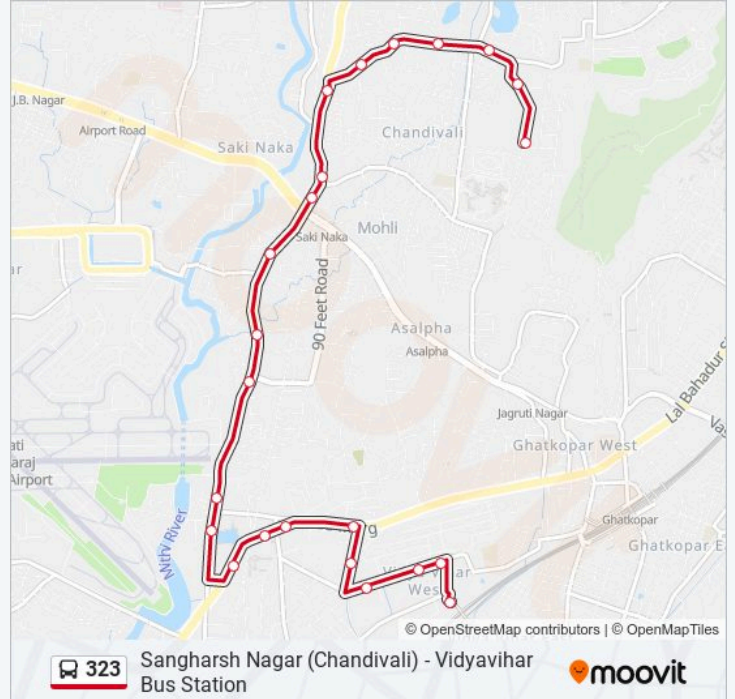 J.B. Nagar
Airport Road
Saki Naka
Chandivali
Mohli
Saki Naka
90 Feet Road
Asalpha
Asalpha
Jagruti Nagar
Lal Bahadur S
Ghatkopar West
Airport
Mithi River
Ghatkopar
Ghatkopar E
Wes
© OpenStreetMap contributors | © OpenMapTiles
323
Sangharsh Nagar (Chandivali) - Vidyavihar
Bus Station
moovit